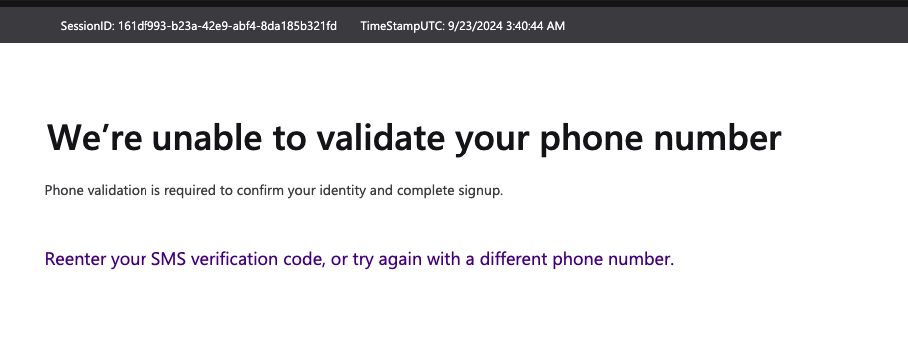 SessionID: 161df993-b23a-42e9-abf4-8da185b321fd TimeStampUTC: 9/23/2024 3:40:44 AM
We’re unable to validate your phone number
Phone validation is required to confirm your identity and complete signup.
Reenter your SMS verification code, or try again with a different phone number.